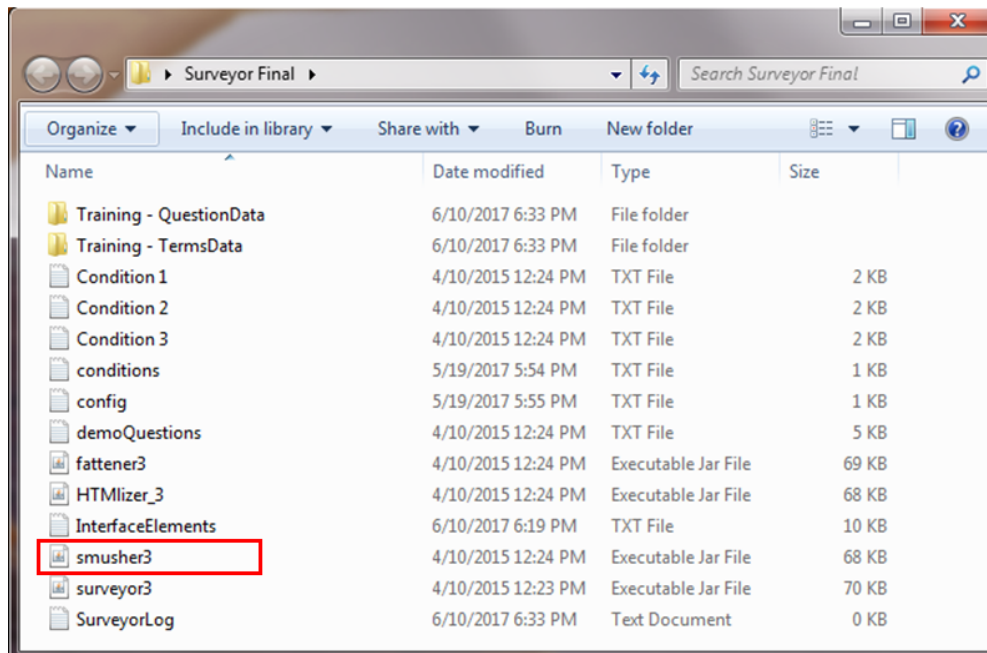 Surveyor Final
Search Surveyor Final
Organize Include in library Share with Burn New folder
Name Date modified Type Size
Training - QuestionData 6/10/2017 6:33 PM File folder
Training - TermsData 6/10/2017 6:33 PM File folder
Condition 1 4/10/2015 12:24 PM TXT File 2 KB
Condition 2 4/10/2015 12:24 PM TXT File 2 KB
Condition 3 4/10/2015 12:24 PM TXT File 2 KB
conditions 5/19/2017 5:54 PM TXT File 1 KB
config 5/19/2017 5:55 PM TXT File 1 KB
demoQuestions 4/10/2015 12:24 PM TXT File 5 KB
fattener3 4/10/2015 12:24 PM Executable Jar File 69 KB
HTMlizer_3 4/10/2015 12:24 PM Executable Jar File 68 KB
InterfaceElements 6/10/2017 6:19 PM TXT File 10 KB
smusher3 4/10/2015 12:24 PM Executable Jar File 68 KB
surveyor3 4/10/2015 12:23 PM Executable Jar File 70 KB
SurveyorLog 6/10/2017 6:33 PM Text Document 0 KB